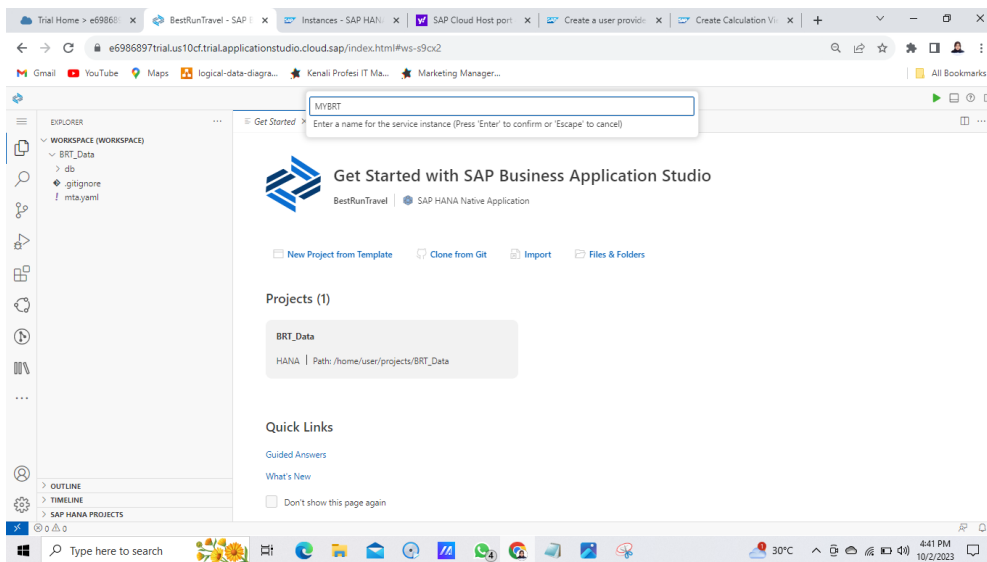 Trial Home > e69868
BestRunTravel - SAP
Instances - SAP HAN
SAP Cloud Host port
Create a user provide
Create Calculation Vi
e6986897trial.us10cf.trial.applicationstudio.cloud.sap/index.html#ws-s9cx2
Gmail
YouTube
Maps
logical-data-diagra...
Kenali Profesi IT Ma...
Marketing Manager...
All Bookmarks
MYBRT
Enter a name for the service instance (Press 'Enter' to confirm or 'Escape' to cancel)
EXPLORER
Get Started
WORKSPACE (WORKSPACE)
BRT_Data
db
.gitignore
! mta.yaml
Get Started with SAP Business Application Studio
BestRunTravel
SAP HANA Native Application
New Project from Template
Clone from Git
Import
Files & Folders
Projects (1)
BRT_Data
HANA | Path: /home/user/projects/BRT_Data
Quick Links
Guided Answers
What's New
Don't show this page again
OUTLINE
TIMELINE
SAP HANA PROJECTS
0 0
Type here to search
4
1
30°C
4:41 PM
10/2/2023